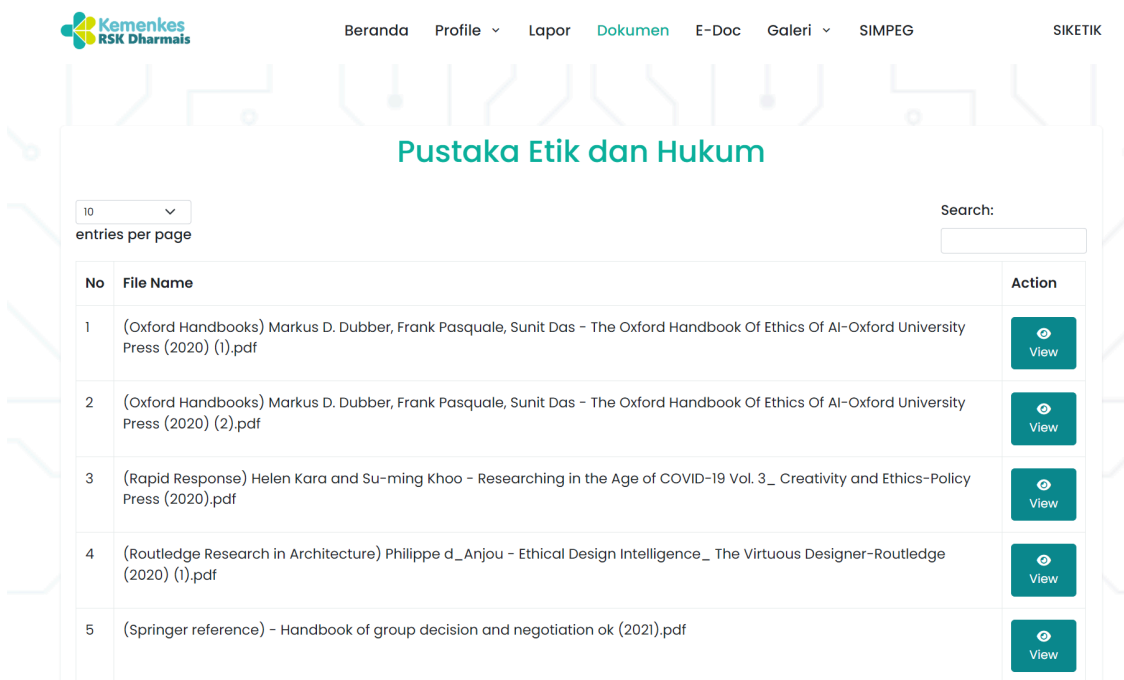 Kemenkes
RSK Dharmais
Beranda Profile Lapor Dokumen E-Doc Galeri SIMPEG SIKETIK
Pustaka Etik dan Hukum
10
entries per page
Search:
No File Name Action
1 (Oxford Handbooks) Markus D. Dubber, Frank Pasquale, Sunit Das - The Oxford Handbook Of Ethics Of AI-Oxford University
Press (2020) (1).pdf
View
2 (Oxford Handbooks) Markus D. Dubber, Frank Pasquale, Sunit Das - The Oxford Handbook Of Ethics Of AI-Oxford University
Press (2020) (2).pdf
View
3 (Rapid Response) Helen Kara and Su-ming Khoo - Researching in the Age of COVID-19 Vol. 3_ Creativity and Ethics-Policy
Press (2020).pdf
View
4 (Routledge Research in Architecture) Philippe d_Anjou - Ethical Design Intelligence_ The Virtuous Designer-Routledge
(2020) (1).pdf
View
5 (Springer reference) - Handbook of group decision and negotiation ok (2021).pdf
View